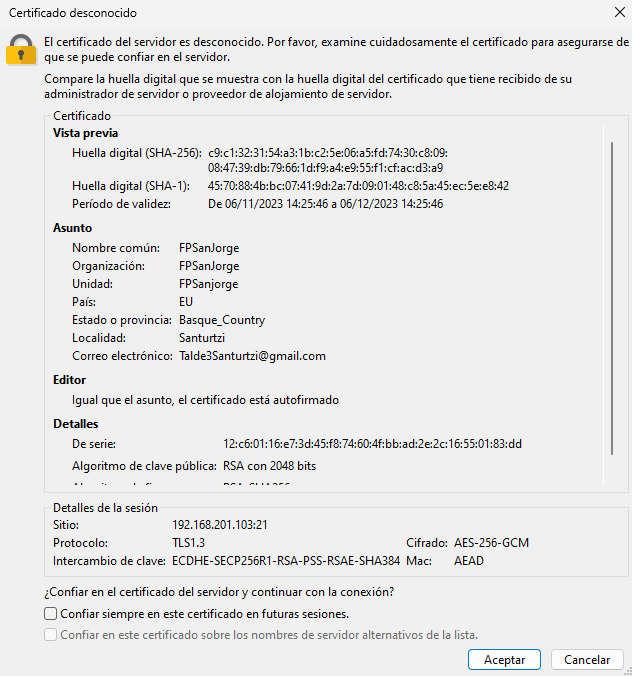 Certificado desconocido
El certificado del servidor es desconocido. Por favor, examine cuidadosamente el certificado para asegurarse de
que se puede confiar en el servidor.
Compare la huella digital que se muestra con la huella digital del certificado que tiene recibido de su
administrador de servidor o proveedor de alojamiento de servidor.
Certificado
Vista previa
Huella digital (SHA-256): c9:c1:32:31:54:a3:1b:c2:5e:06:a5:fd:74:30:c8:09:
08:47:39:db:79:66:1d:f9:a4:e9:55:f1:cf:ac:d3:a9
Huella digital (SHA-1): 45:70:88:4b:bc:07:41:9d:2a:7d:09:01:48:c8:5a:45:ec:5e:e8:42
Período de validez: De 06/11/2023 14:25:46 a 06/12/2023 14:25:46
Asunto
Nombre común: FPSanJorge
Organización: FPSanJorge
Unidad: FPSanjorge
País: EU
Estado o provincia: Basque_Country
Localidad: Santurtzi
Correo electrónico: Talde3Santurtzi@gmail.com
Editor
Igual que el asunto, el certificado está autofirmado
Detalles
De serie: 12:c6:01:16:e7:3d:45:f8:74:60:4f:bb:ad:2e:2c:16:55:01:83:dd
Algoritmo de clave pública: RSA con 2048 bits
Detalles de la sesión
Sitio: 192.168.201.103:21
Protocolo: TLS1.3 Cifrado: AES-256-GCM
Intercambio de clave: ECDHE-SECP256R1-RSA-PSS-RSAE-SHA384 Mac: AEAD
¿Confiar en el certificado del servidor y continuar con la conexión?
Confiar siempre en este certificado en futuras sesiones.
Confiar en este certificado sobre los nombres de servidor alternativos de la lista.
Aceptar Cancelar